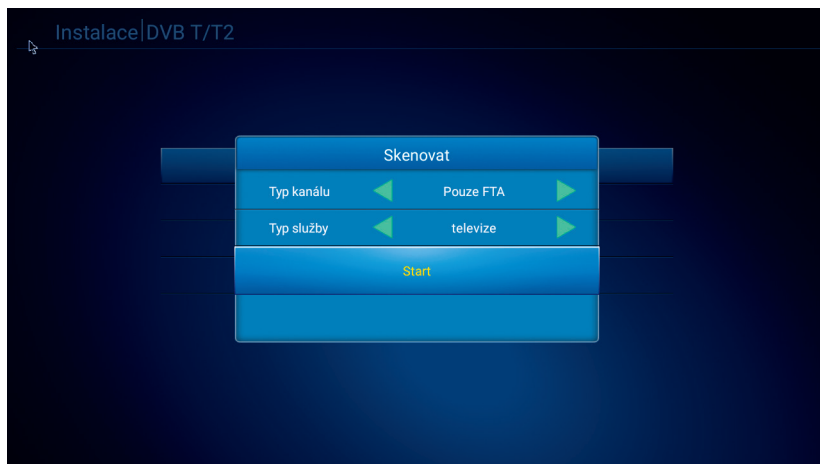 Instalace|DVB T/T2
Skenovat
Typ kanálu Pouze FTA
Typ služby televize
Start